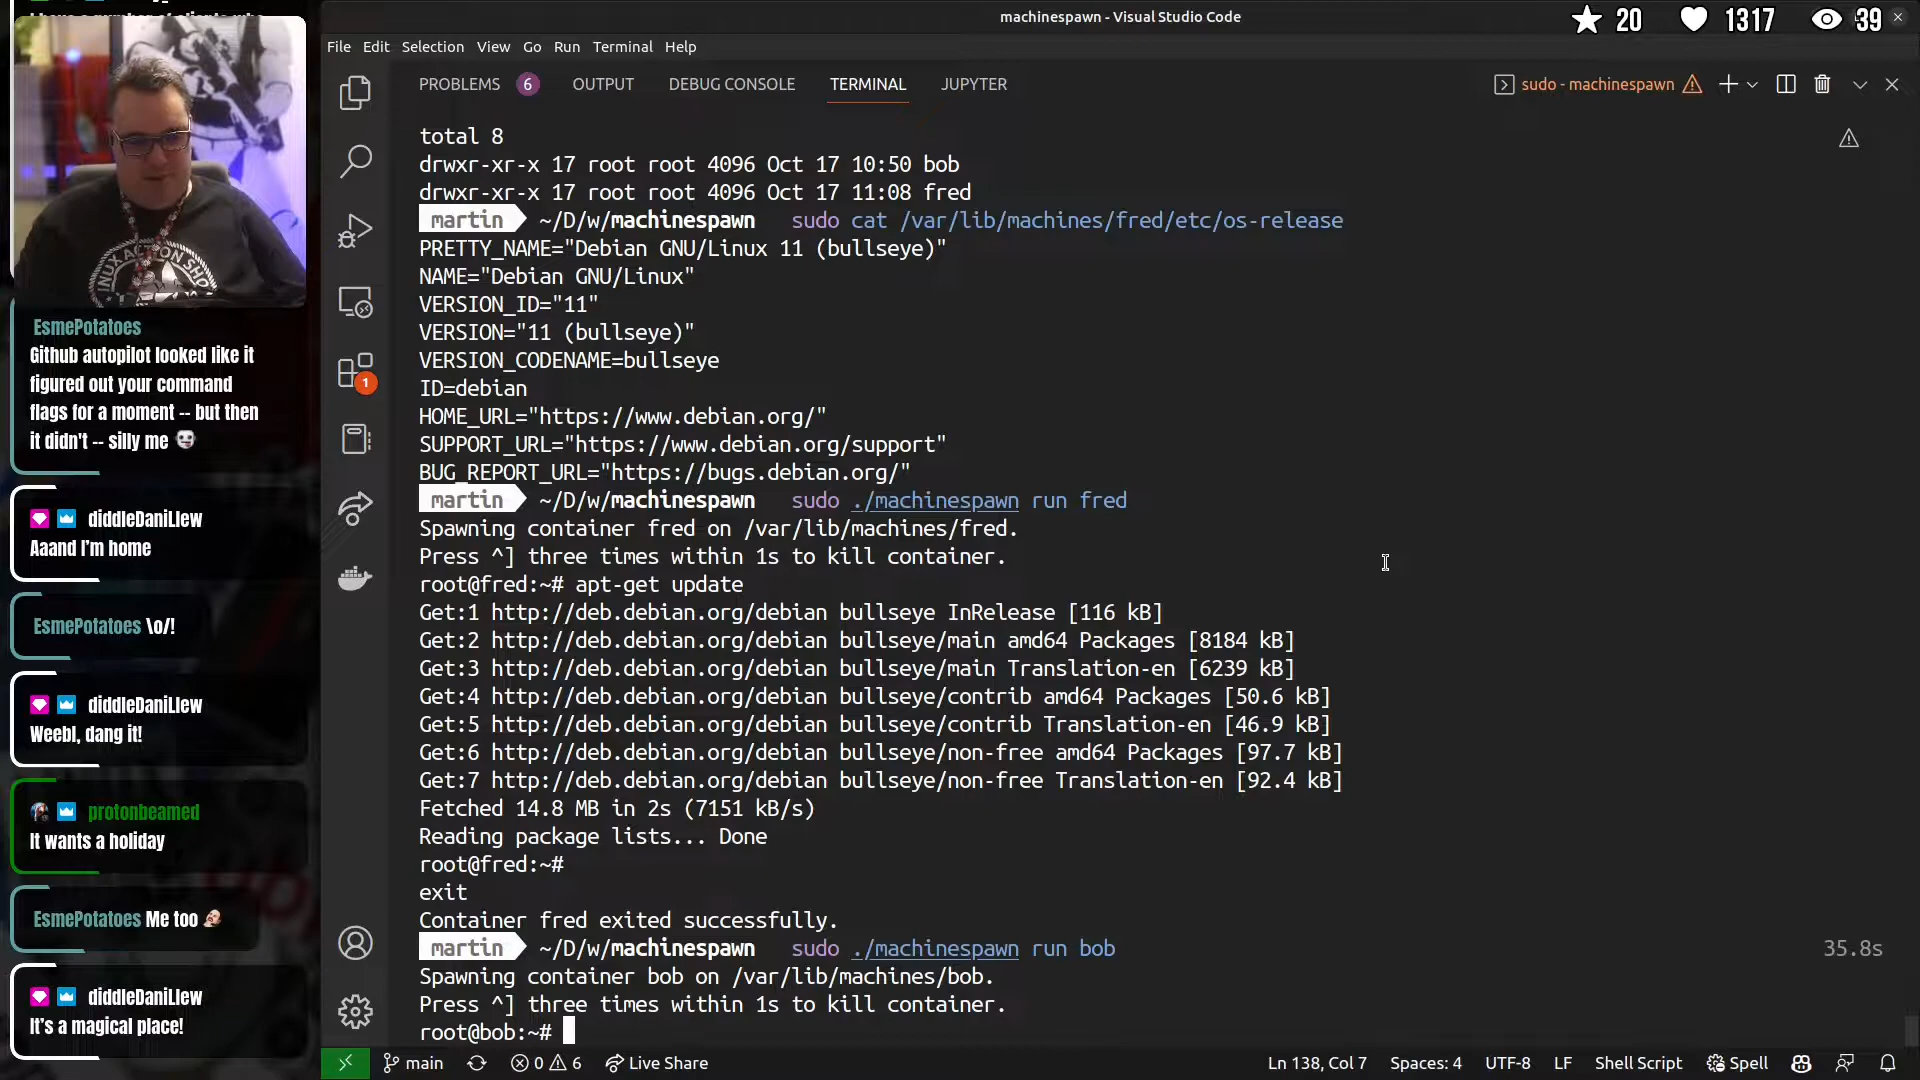 machinespawn - Visual Studio Code
20 1317 39
File Edit Selection View Go Run Terminal Help
PROBLEMS 6 OUTPUT DEBUG CONSOLE TERMINAL JUPYTER
sudo - machinespawn
total 8
drwxr-xr-x 17 root root 4096 Oct 17 10:50 bob
drwxr-xr-x 17 root root 4096 Oct 17 11:08 fred
martin ~/D/w/machinespawn sudo cat /var/lib/machines/fred/etc/os-release
PRETTY_NAME="Debian GNU/Linux 11 (bullseye)"
NAME="Debian GNU/Linux"
VERSION_ID="11"
VERSION="11 (bullseye)"
VERSION_CODENAME=bullseye
ID=debian
HOME_URL="https://www.debian.org/"
SUPPORT_URL="https://www.debian.org/support"
BUG_REPORT_URL="https://bugs.debian.org/"
martin ~/D/w/machinespawn sudo ./machinespawn run fred
Spawning container fred on /var/lib/machines/fred.
Press ^] three times within 1s to kill container.
root@fred:~# apt-get update
Get:1 http://deb.debian.org/debian bullseye InRelease [116 kB]
Get:2 http://deb.debian.org/debian bullseye/main amd64 Packages [8184 kB]
Get:3 http://deb.debian.org/debian bullseye/main Translation-en [6239 kB]
Get:4 http://deb.debian.org/debian bullseye/contrib amd64 Packages [50.6 kB]
Get:5 http://deb.debian.org/debian bullseye/contrib Translation-en [46.9 kB]
Get:6 http://deb.debian.org/debian bullseye/non-free amd64 Packages [97.7 kB]
Get:7 http://deb.debian.org/debian bullseye/non-free Translation-en [92.4 kB]
Fetched 14.8 MB in 2s (7151 kB/s)
Reading package lists... Done
root@fred:~#
exit
Container fred exited successfully.
martin ~/D/w/machinespawn sudo ./machinespawn run bob 35.8s
Spawning container bob on /var/lib/machines/bob.
Press ^] three times within 1s to kill container.
root@bob:~#
1
main 0 6 Live Share
Ln 138, Col 7 Spaces: 4 UTF-8 LF Shell Script Spell
LINUX ACTION SHOW
EsmePotatoes
Github autopilot looked like it
figured out your command
flags for a moment -- but then
it didn't -- silly me
diddleDaniLlew
Aaand I'm home
EsmePotatoes \o/!
diddleDaniLlew
Weebl, dang it!
protonbeamed
It wants a holiday
EsmePotatoes Me too
diddleDaniLlew
It's a magical place!